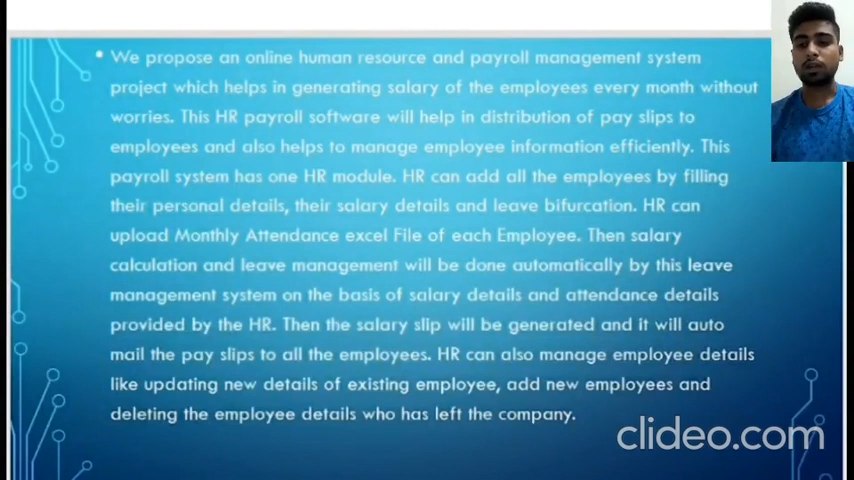 • We propose an online human resource and payroll management system
project which helps in generating salary of the employees every month without
worries. This HR payroll software will help in distribution of pay slips to
employees and also helps to manage employee information efficiently. This
payroll system has one HR module. HR can add all the employees by filling
their personal details, their salary details and leave bifurcation. HR can
upload Monthly Attendance excel File of each Employee. Then salary
calculation and leave management will be done automatically by this leave
management system on the basis of salary details and attendance details
provided by the HR. Then the salary slip will be generated and it will auto
mail the pay slips to all the employees. HR can also manage employee details
like updating new details of existing employee, add new employees and
deleting the employee details who has left the company.
clideo.com